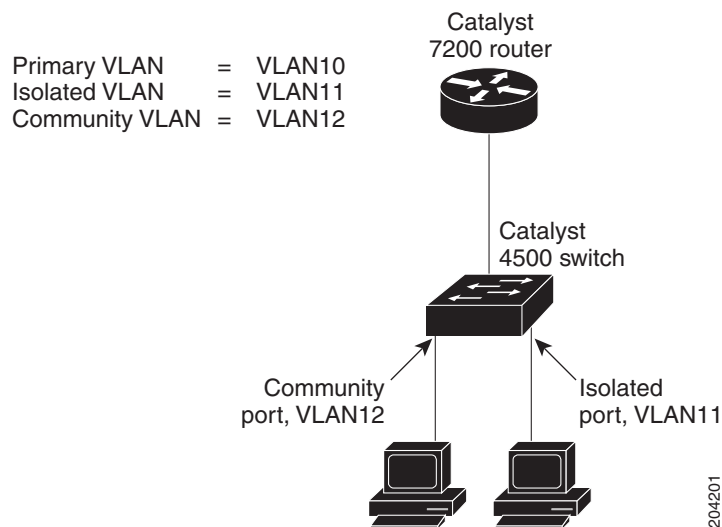 Catalyst
7200 router
Primary VLAN = VLAN10
Isolated VLAN = VLAN11
Community VLAN = VLAN12
Catalyst
4500 switch
Community
port, VLAN12
Isolated
port, VLAN11
204201